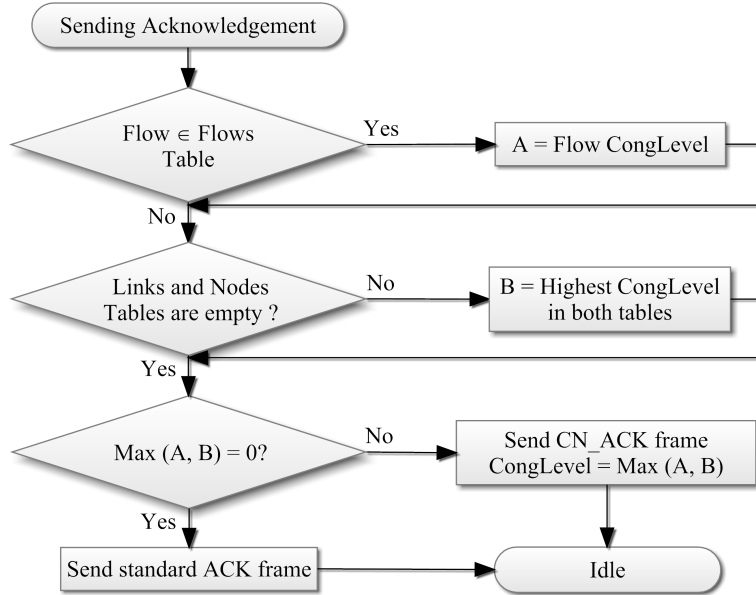 Sending Acknowledgement
Flow ∈ Flows
Table
Yes
A = Flow CongLevel
No
Links and Nodes
Tables are empty ?
No
B = Highest CongLevel
in both tables
Yes
Max (A, B) = 0?
No
Send CN_ACK frame
CongLevel = Max (A, B)
Yes
Send standard ACK frame
Idle